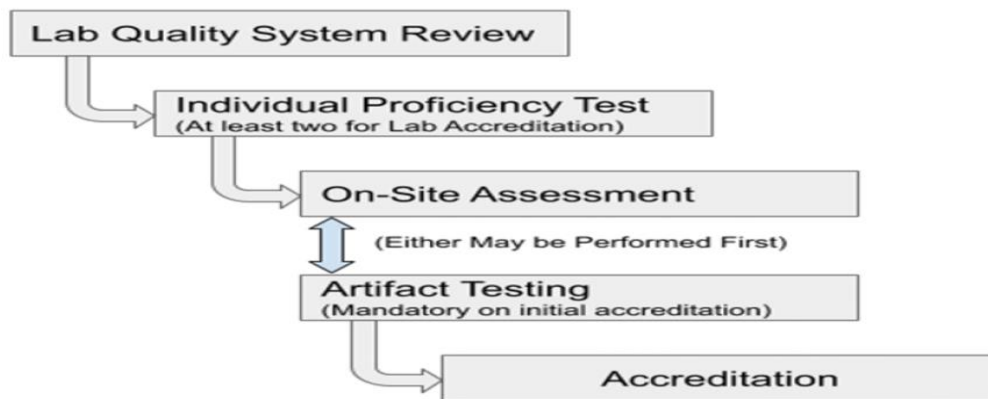 Lab Quality System Review
Individual Proficiency Test
(At least two for Lab Accreditation)
On-Site Assessment
(Either May be Performed First)
Artifact Testing
(Mandatory on initial accreditation)
Accreditation